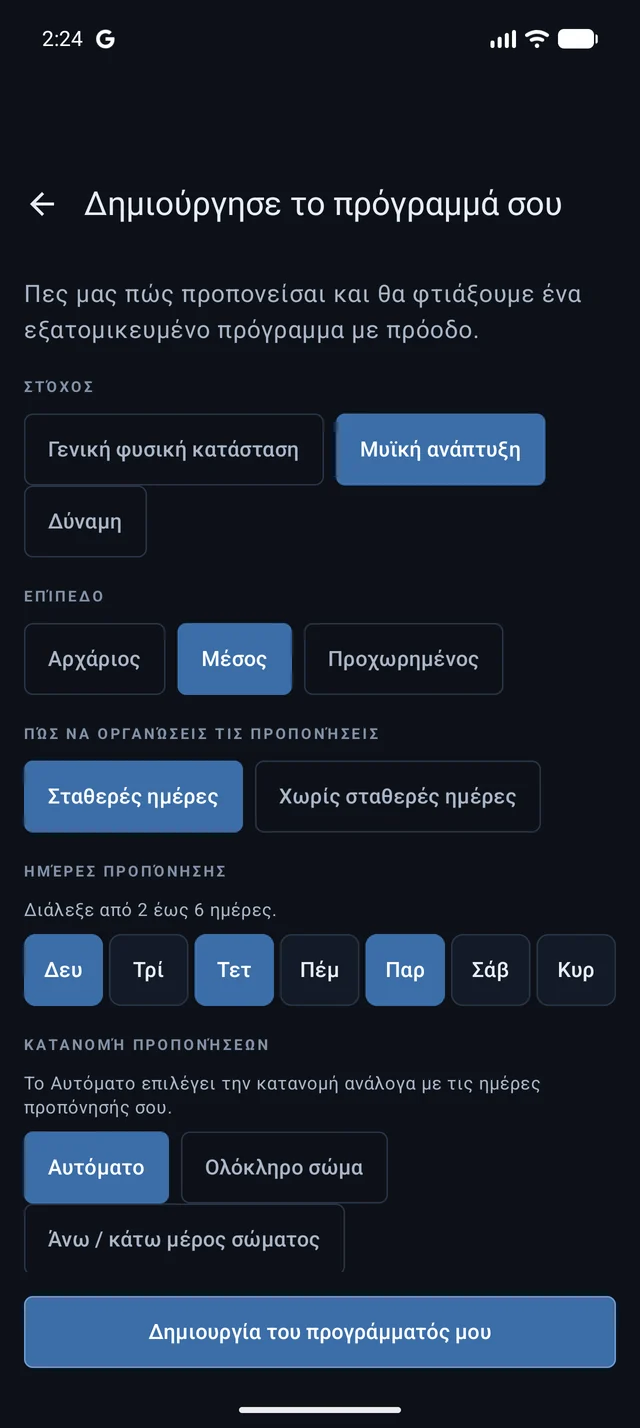 2:24 G
Δημιούργησε το πρόγραμμά σου
Πες μας πώς προπονείσαι και θα φτιάξουμε ένα
εξατομικευμένο πρόγραμμα με πρόοδο.
ΣΤΌΧΟΣ
Γενική φυσική κατάσταση
Μυϊκή ανάπτυξη
Δύναμη
ΕΠΊΠΕΔΟ
Αρχάριος
Μέσος
Προχωρημένος
ΠΏΣ ΝΑ ΟΡΓΑΝΏΣΕΙΣ ΤΙΣ ΠΡΟΠΟΝΉΣΕΙΣ
Σταθερές ημέρες
Χωρίς σταθερές ημέρες
ΗΜΈΡΕΣ ΠΡΟΠΌΝΗΣΗΣ
Διάλεξε από 2 έως 6 ημέρες.
Δευ
Τρί
Τετ
Πέμ
Παρ
Σάβ
Κυρ
ΚΑΤΑΝΟΜΉ ΠΡΟΠΟΝΉΣΕΩΝ
Το Αυτόματο επιλέγει την κατανομή ανάλογα με τις ημέρες
προπόνησής σου.
Αυτόματο
Ολόκληρο σώμα
Άνω / κάτω μέρος σώματος
Δημιουργία του προγράμματός μου